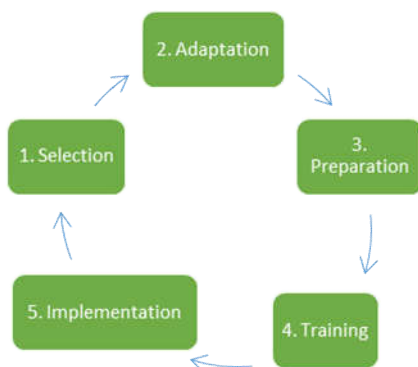 1. Selection
2. Adaptation
3.
Preparation
4. Training
5. Implementation